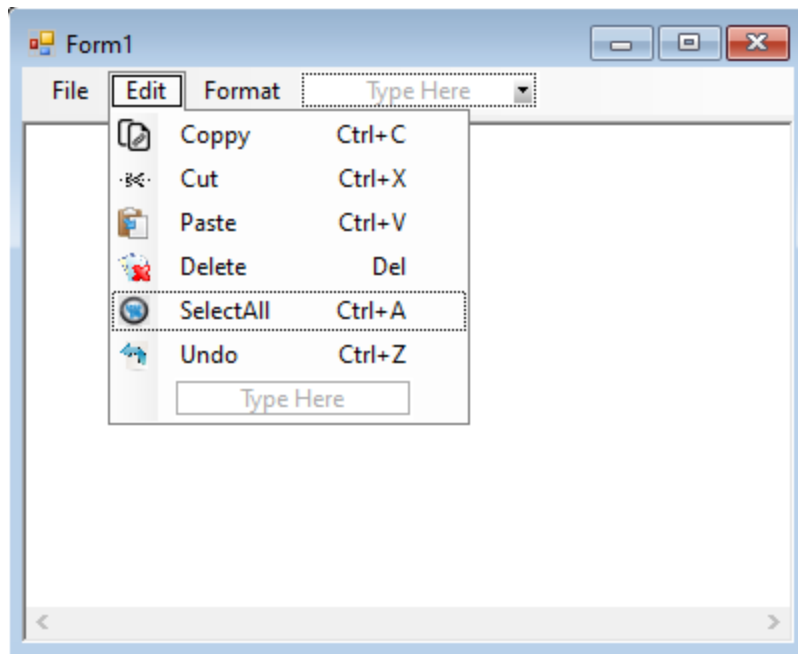 Form1
File Edit Format Type Here
Coppy Ctrl+C
Cut Ctrl+X
Paste Ctrl+V
Delete Del
SelectAll Ctrl+A
Undo Ctrl+Z
Type Here